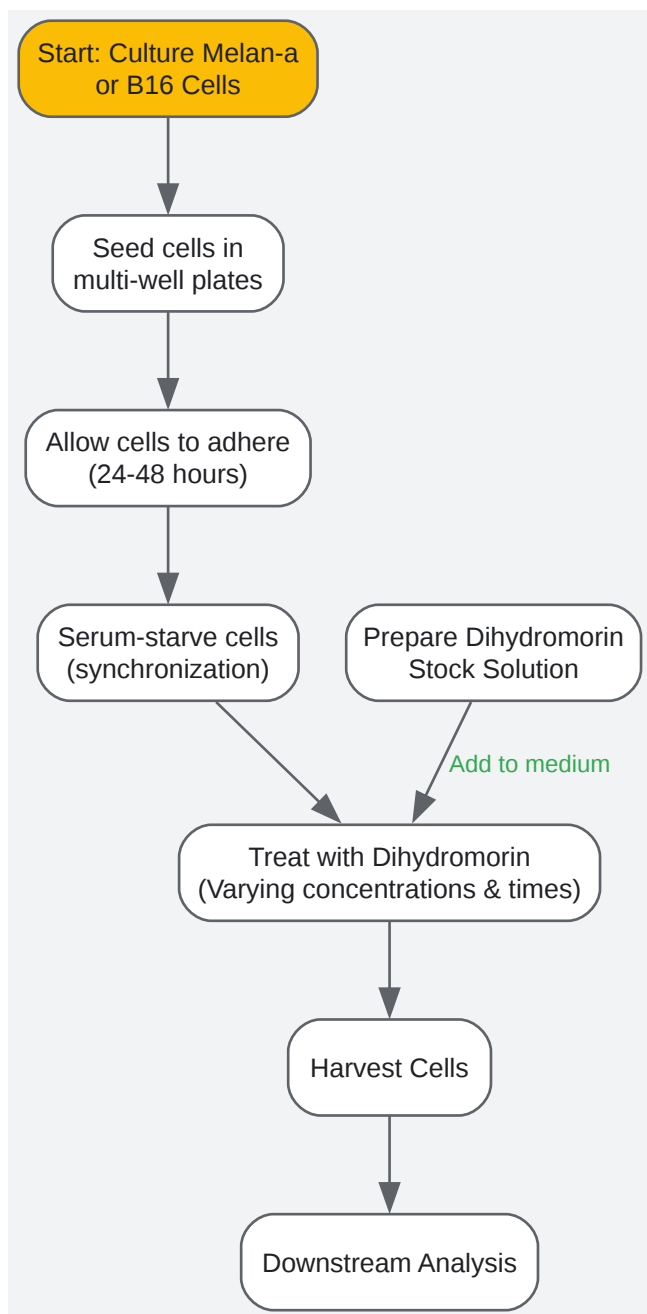 Start: Culture Melan-a
or B16 Cells
Seed cells in
multi-well plates
Allow cells to adhere
(24-48 hours)
Serum-starve cells
(synchronization)
Prepare Dihydromorin
Stock Solution
Add to medium
Treat with Dihydromorin
(Varying concentrations & times)
Harvest Cells
Downstream Analysis